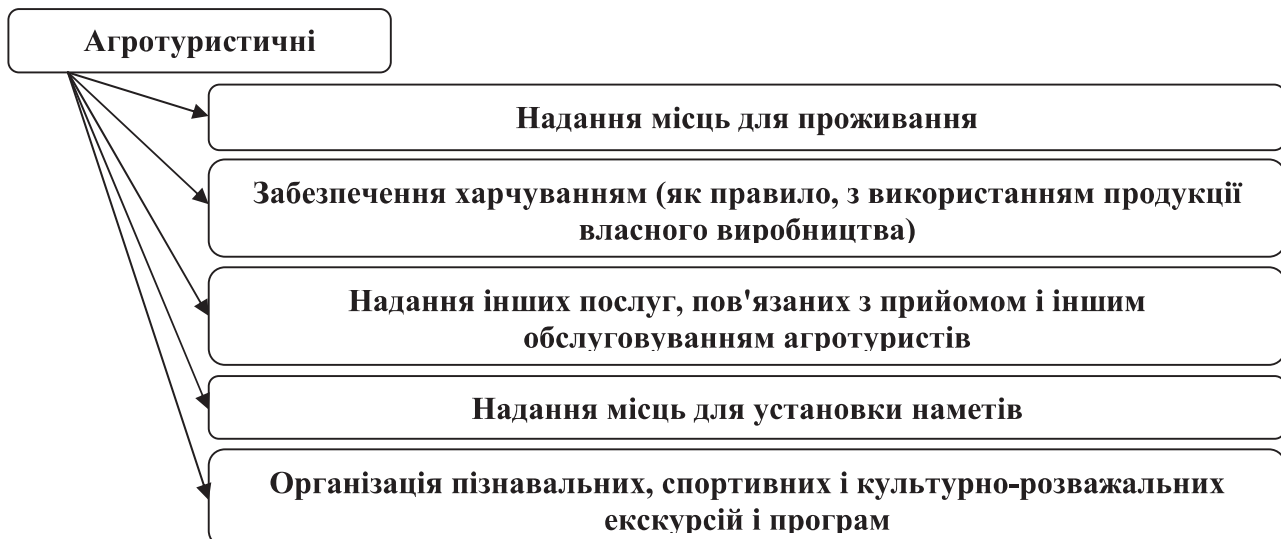 Агротуристичні
Надання місць для проживання
Забезпечення харчуванням (як правило, з використанням продукції
власного виробництва)
Надання інших послуг, пов'язаних з прийомом і іншим
обслуговуванням агротуристів
Надання місць для установки наметів
Організація пізнавальних, спортивних і культурно-розважальних
екскурсій і програм